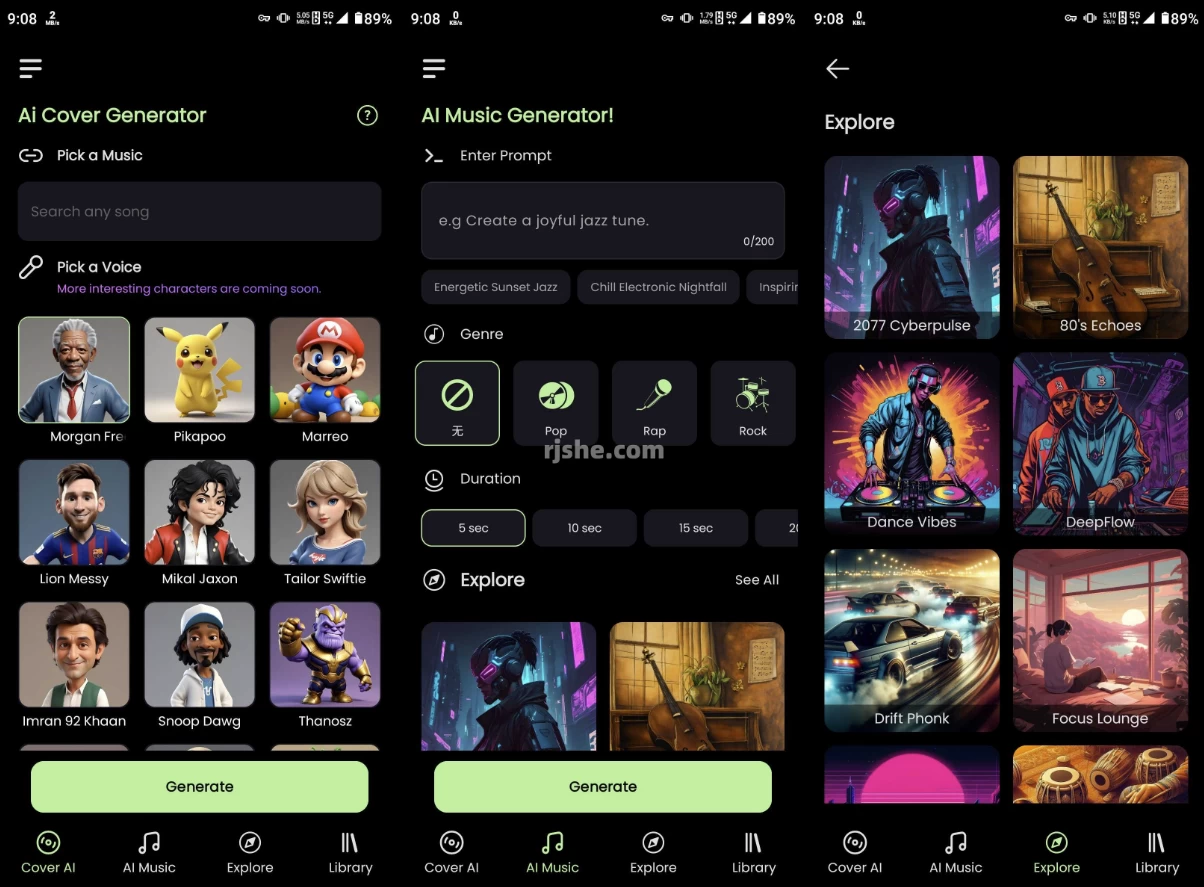 9:08 2 MB/s 5.05 MB/s 5G 89%
Ai Cover Generator ?
Pick a Music
Search any song
Pick a Voice
More interesting characters are coming soon.
Morgan Fre
Pikapoo
Marreo
Lion Messy
Mikal Jaxon
Tailor Swiftie
Imran 92 Khaan
Snoop Dawg
Thanosz
Generate
Cover AI
AI Music
Explore
Library
9:08 0 KB/s 1.79 MB/s 5G 89%
AI Music Generator!
Enter Prompt
e.g Create a joyful jazz tune.
0/200
Energetic Sunset Jazz
Chill Electronic Nightfall
Inspirin
Genre
无
Pop
Rap
Rock
rjshe.com
Duration
5 sec
10 sec
15 sec
20
Explore
See All
Generate
Cover AI
AI Music
Explore
Library
9:08 0 KB/s 5.10 KB/s 5G 89%
Explore
2077 Cyberpulse
80's Echoes
Dance Vibes
DeepFlow
Drift Phonk
Focus Lounge
Cover AI
AI Music
Explore
Library